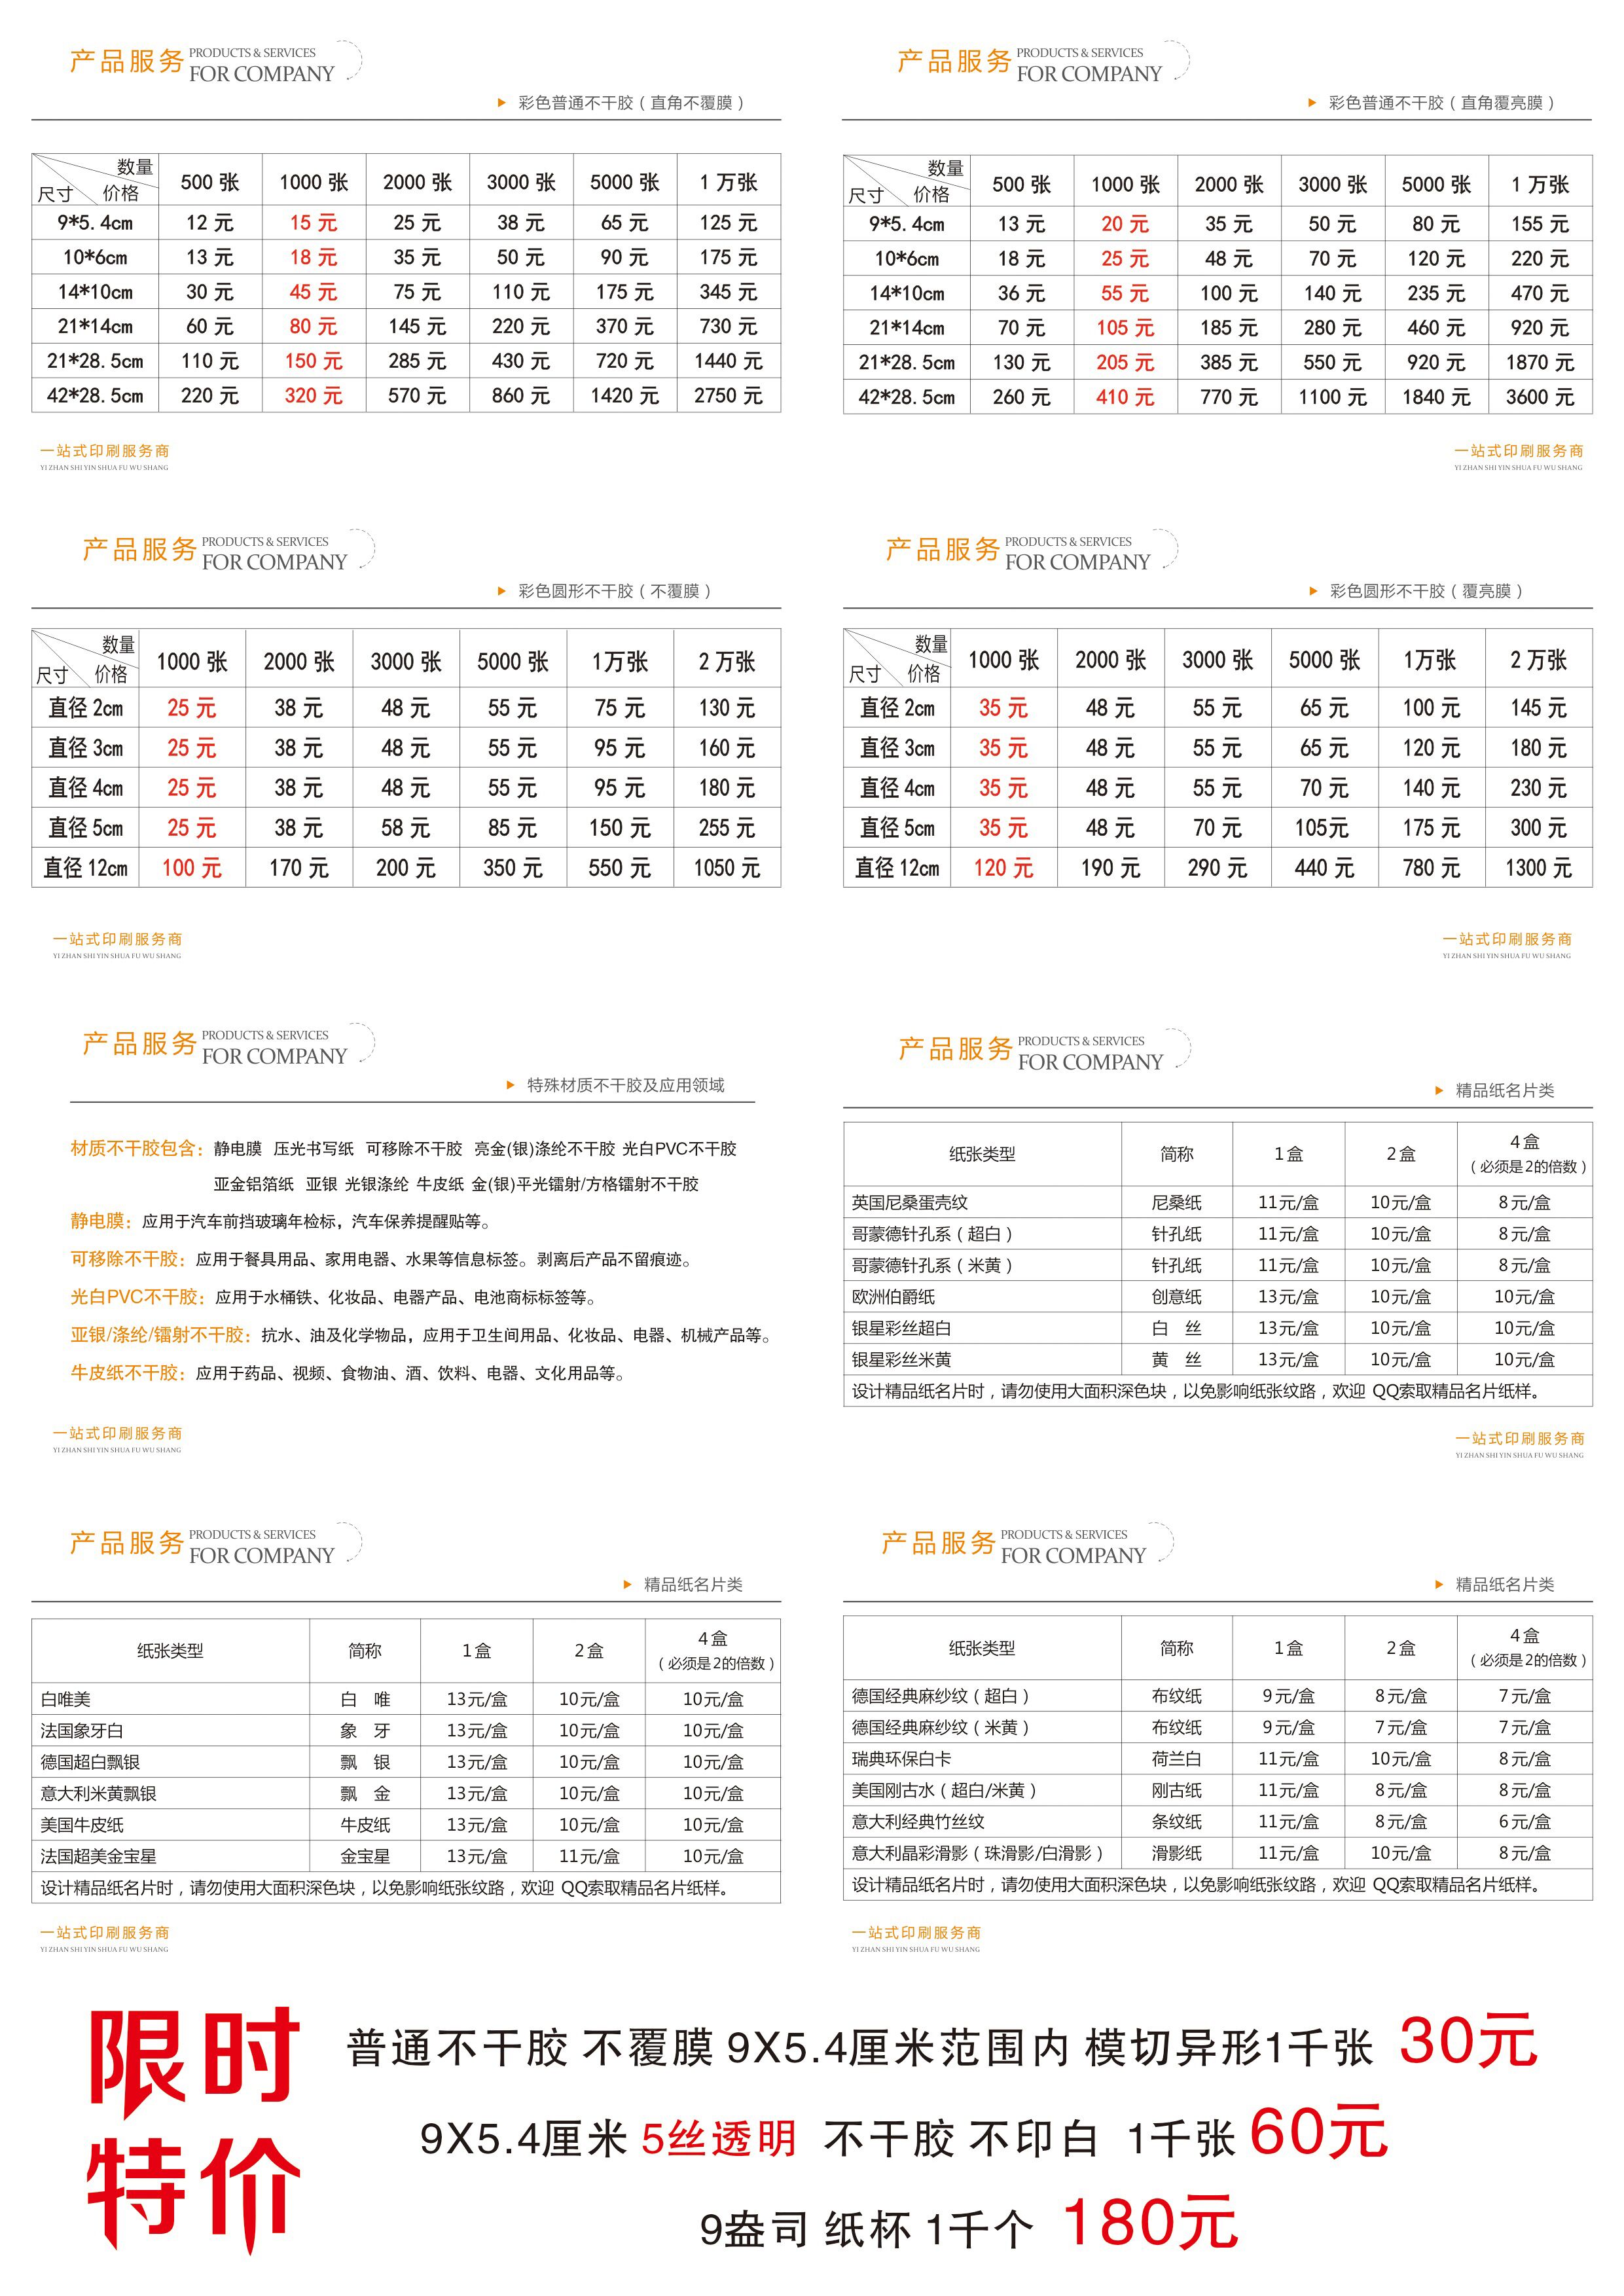 产品服务 PRODUCTS & SERVICES
FOR COMPANY
彩色普通不干胶（直角不覆膜）
数量
尺寸 价格 500 张 1000 张 2000 张 3000 张 5000 张 1 万张
9*5.4cm 12 元 15 元 25 元 38 元 65 元 125 元
10*6cm 13 元 18 元 35 元 50 元 90 元 175 元
14*10cm 30 元 45 元 75 元 110 元 175 元 345 元
21*14cm 60 元 80 元 145 元 220 元 370 元 730 元
21*28.5cm 110 元 150 元 285 元 430 元 720 元 1440 元
42*28.5cm 220 元 320 元 570 元 860 元 1420 元 2750 元
一站式印刷服务商
YI ZHAN SHI YIN SHUA FU WU SHANG
产品服务 PRODUCTS & SERVICES
FOR COMPANY
彩色普通不干胶（直角覆亮膜）
数量
尺寸 价格 500 张 1000 张 2000 张 3000 张 5000 张 1 万张
9*5.4cm 13 元 20 元 35 元 50 元 80 元 155 元
10*6cm 18 元 25 元 48 元 70 元 120 元 220 元
14*10cm 36 元 55 元 100 元 140 元 235 元 470 元
21*14cm 70 元 105 元 185 元 280 元 460 元 920 元
21*28.5cm 130 元 205 元 385 元 550 元 920 元 1870 元
42*28.5cm 260 元 410 元 770 元 1100 元 1840 元 3600 元
一站式印刷服务商
YI ZHAN SHI YIN SHUA FU WU SHANG
产品服务 PRODUCTS & SERVICES
FOR COMPANY
彩色圆形不干胶（不覆膜）
数量
尺寸 价格 1000 张 2000 张 3000 张 5000 张 1万张 2 万张
直径 2cm 25 元 38 元 48 元 55 元 75 元 130 元
直径 3cm 25 元 38 元 48 元 55 元 95 元 160 元
直径 4cm 25 元 38 元 48 元 55 元 95 元 180 元
直径 5cm 25 元 38 元 58 元 85 元 150 元 255 元
直径 12cm 100 元 170 元 200 元 350 元 550 元 1050 元
一站式印刷服务商
YI ZHAN SHI YIN SHUA FU WU SHANG
产品服务 PRODUCTS & SERVICES
FOR COMPANY
彩色圆形不干胶（覆亮膜）
数量
尺寸 价格 1000 张 2000 张 3000 张 5000 张 1万张 2 万张
直径 2cm 35 元 48 元 55 元 65 元 100 元 145 元
直径 3cm 35 元 48 元 55 元 65 元 120 元 180 元
直径 4cm 35 元 48 元 55 元 70 元 140 元 230 元
直径 5cm 35 元 48 元 70 元 105元 175 元 300 元
直径 12cm 120 元 190 元 290 元 440 元 780 元 1300 元
一站式印刷服务商
YI ZHAN SHI YIN SHUA FU WU SHANG
产品服务 PRODUCTS & SERVICES
FOR COMPANY
特殊材质不干胶及应用领域
材质不干胶包含：静电膜 压光书写纸 可移除不干胶 亮金(银)涤纶不干胶 光白PVC不干胶
亚金铝箔纸 亚银 光银涤纶 牛皮纸 金(银)平光镭射/方格镭射不干胶
静电膜：应用于汽车前挡玻璃年检标，汽车保养提醒贴等。
可移除不干胶：应用于餐具用品、家用电器、水果等信息标签。剥离后产品不留痕迹。
光白PVC不干胶：应用于水桶铁、化妆品、电器产品、电池商标标签等。
亚银/涤纶/镭射不干胶：抗水、油及化学物品，应用于卫生间用品、化妆品、电器、机械产品等。
牛皮纸不干胶：应用于药品、视频、食物油、酒、饮料、电器、文化用品等。
一站式印刷服务商
YI ZHAN SHI YIN SHUA FU WU SHANG
产品服务 PRODUCTS & SERVICES
FOR COMPANY
精品纸名片类
纸张类型 简称 1盒 2盒 4盒
（必须是2的倍数）
英国尼桑蛋壳纹 尼桑纸 11元/盒 10元/盒 8元/盒
哥蒙德针孔系（超白） 针孔纸 11元/盒 10元/盒 8元/盒
哥蒙德针孔系（米黄） 针孔纸 11元/盒 10元/盒 8元/盒
欧洲伯爵纸 创意纸 13元/盒 10元/盒 10元/盒
银星彩丝超白 白 丝 13元/盒 10元/盒 10元/盒
银星彩丝米黄 黄 丝 13元/盒 10元/盒 10元/盒
设计精品纸名片时，请勿使用大面积深色块，以免影响纸张纹路，欢迎 QQ索取精品名片纸样。
一站式印刷服务商
YI ZHAN SHI YIN SHUA FU WU SHANG
产品服务 PRODUCTS & SERVICES
FOR COMPANY
精品纸名片类
纸张类型 简称 1盒 2盒 4盒
（必须是2的倍数）
白唯美 白 唯 13元/盒 10元/盒 10元/盒
法国象牙白 象 牙 13元/盒 10元/盒 10元/盒
德国超白飘银 飘 银 13元/盒 10元/盒 10元/盒
意大利米黄飘银 飘 金 13元/盒 10元/盒 10元/盒
美国牛皮纸 牛皮纸 13元/盒 10元/盒 10元/盒
法国超美金宝星 金宝星 13元/盒 11元/盒 10元/盒
设计精品纸名片时，请勿使用大面积深色块，以免影响纸张纹路，欢迎 QQ索取精品名片纸样。
一站式印刷服务商
YI ZHAN SHI YIN SHUA FU WU SHANG
产品服务 PRODUCTS & SERVICES
FOR COMPANY
精品纸名片类
纸张类型 简称 1盒 2盒 4盒
（必须是2的倍数）
德国经典麻纱纹（超白） 布纹纸 9元/盒 8元/盒 7元/盒
德国经典麻纱纹（米黄） 布纹纸 9元/盒 7元/盒 7元/盒
瑞典环保白卡 荷兰白 11元/盒 10元/盒 8元/盒
美国刚古水（超白/米黄） 刚古纸 11元/盒 8元/盒 8元/盒
意大利经典竹丝纹 条纹纸 11元/盒 8元/盒 6元/盒
意大利晶彩滑影（珠滑影/白滑影） 滑影纸 11元/盒 10元/盒 8元/盒
设计精品纸名片时，请勿使用大面积深色块，以免影响纸张纹路，欢迎 QQ索取精品名片纸样。
一站式印刷服务商
YI ZHAN SHI YIN SHUA FU WU SHANG
限时
特价
普通不干胶 不覆膜 9X5.4厘米范围内 模切异形1千张 30元
9X5.4厘米 5丝透明 不干胶 不印白 1千张 60元
9盎司 纸杯 1千个 180元